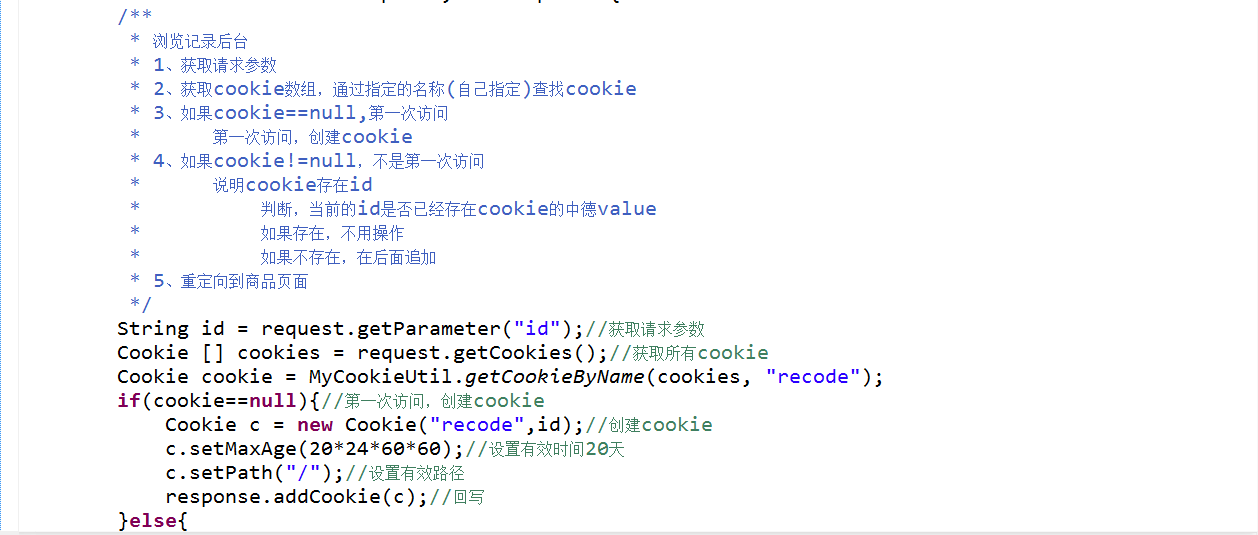 /**
* 浏览记录后台
* 1、获取请求参数
* 2、获取cookie数组，通过指定的名称(自己指定)查找cookie
* 3、如果cookie==null,第一次访问
* 第一次访问，创建cookie
* 4、如果cookie!=null，不是第一次访问
* 说明cookie存在id
* 判断，当前的id是否已经存在cookie的中德value
* 如果存在，不用操作
* 如果不存在，在后面追加
* 5、重定向到商品页面
*/
String id = request.getParameter("id");//获取请求参数
Cookie [] cookies = request.getCookies();//获取所有cookie
Cookie cookie = MyCookieUtil.getCookieByName(cookies, "recode");
if(cookie==null){//第一次访问，创建cookie
Cookie c = new Cookie("recode",id);//创建cookie
c.setMaxAge(20*24*60*60);//设置有效时间20天
c.setPath("/");//设置有效路径
response.addCookie(c);//回写
}else{